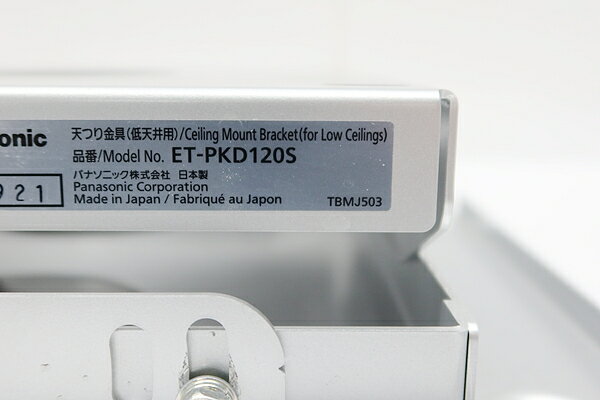 onic
天つり金具(低天井用)/Ceiling Mount Bracket(for Low Ceilings)
品番/Model No. ET-PKD120S
パナソニック株式会社 日本製
921
Panasonic Corporation
Made in Japan / Fabriqué au Japon
TBMJ503